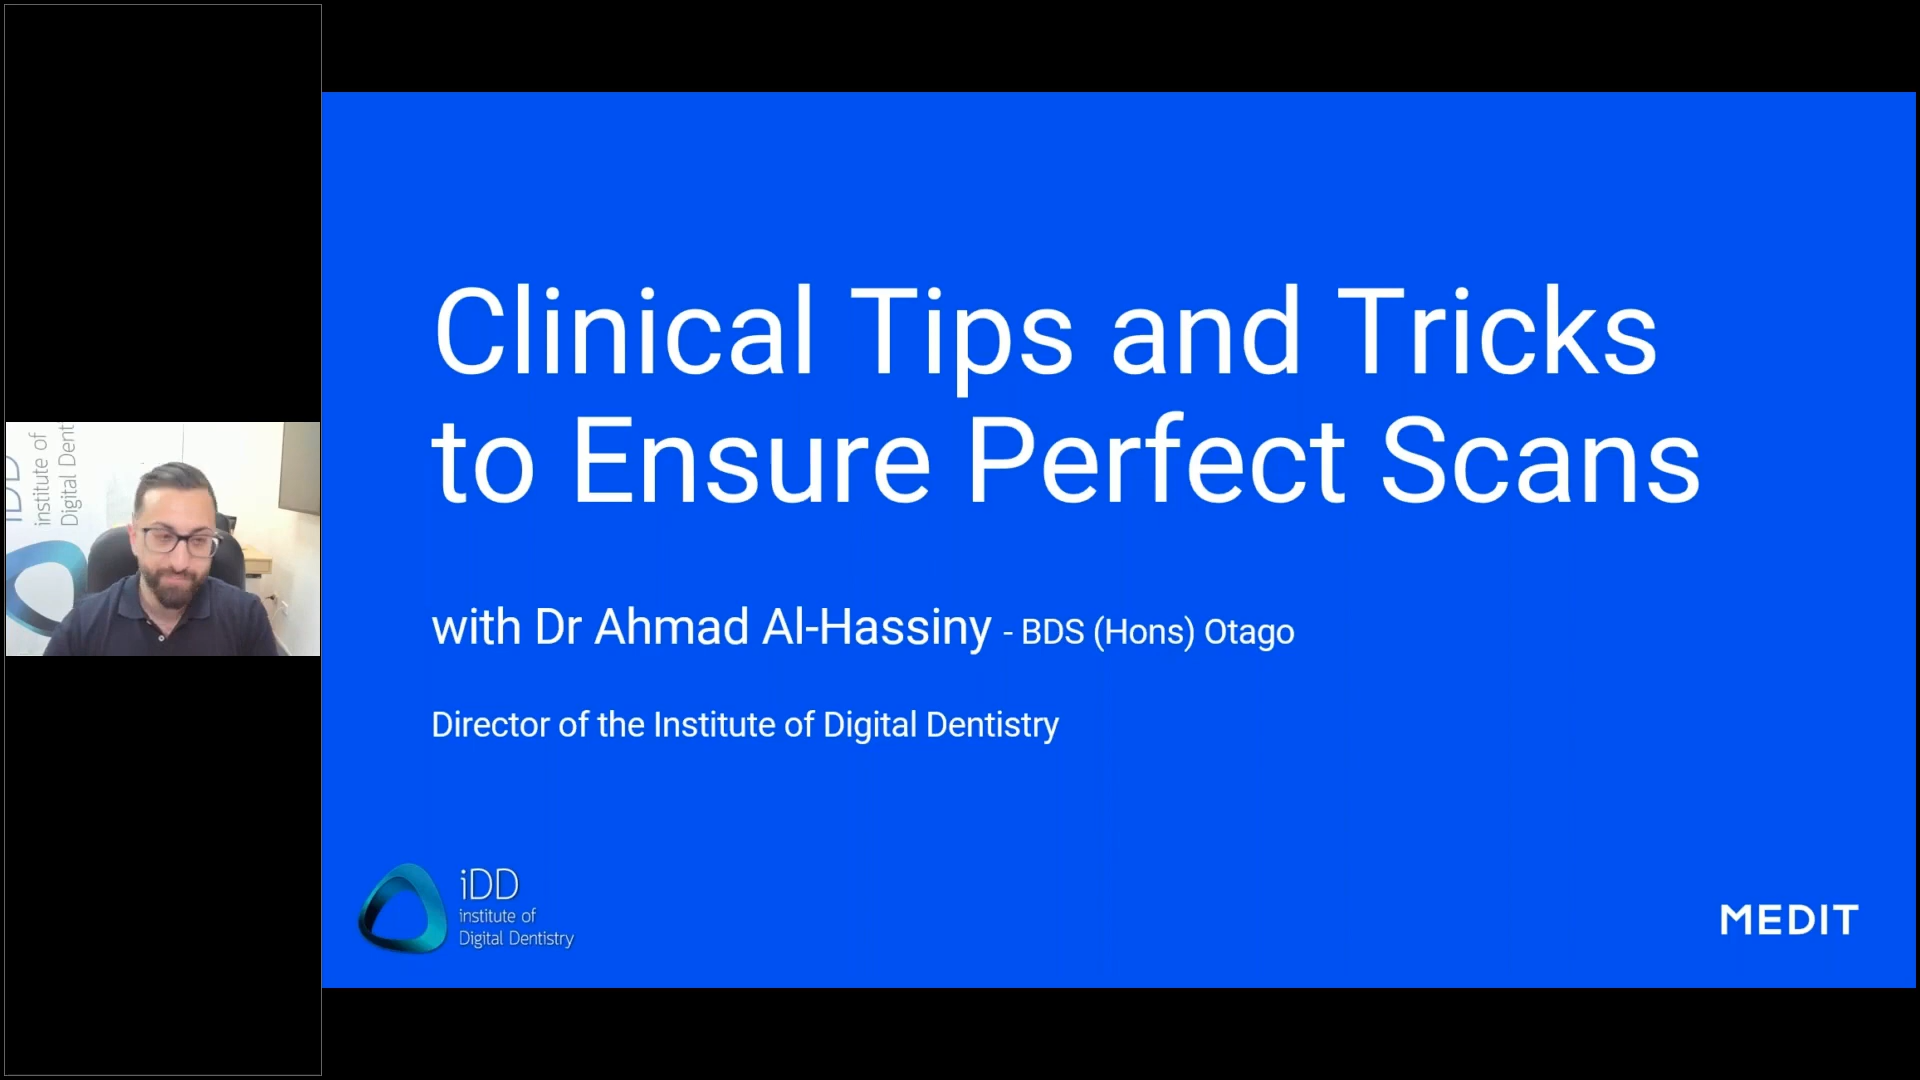 iDD
institute of
Digital Dent
Clinical Tips and Tricks
to Ensure Perfect Scans
with Dr Ahmad Al-Hassiny - BDS (Hons) Otago
Director of the Institute of Digital Dentistry
iDD
institute of
Digital Dentistry
MEDIT